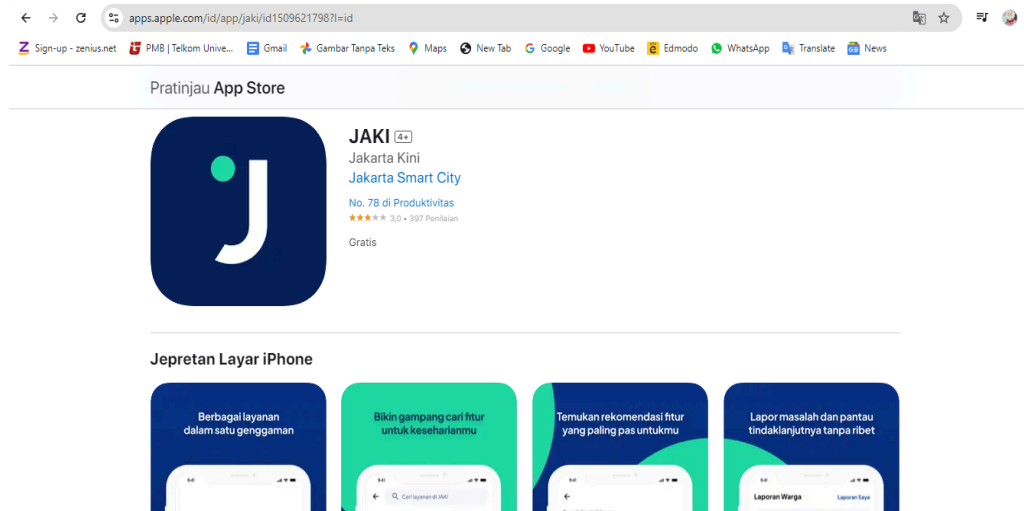 apps.apple.com/id/app/jaki/id1509621798?l=id
Sign-up - zenius.net PMB | Telkom Unive... Gmail Gambar Tanpa Teks Maps New Tab Google YouTube Edmodo WhatsApp Translate News
Pratinjau App Store
JAKI 4+
Jakarta Kini
Jakarta Smart City
No. 78 di Produktivitas
3,0 • 397 Penilaian
Gratis
Jepretan Layar iPhone
Berbagai layanan
dalam satu genggaman
Bikin gampang cari fitur
untuk keseharianmu
Cari layanan di JAKI
Temukan rekomendasi fitur
yang paling pas untukmu
Lapor masalah dan pantau
tindaklanjutnya tanpa ribet
Laporan Warga Laporan Saya